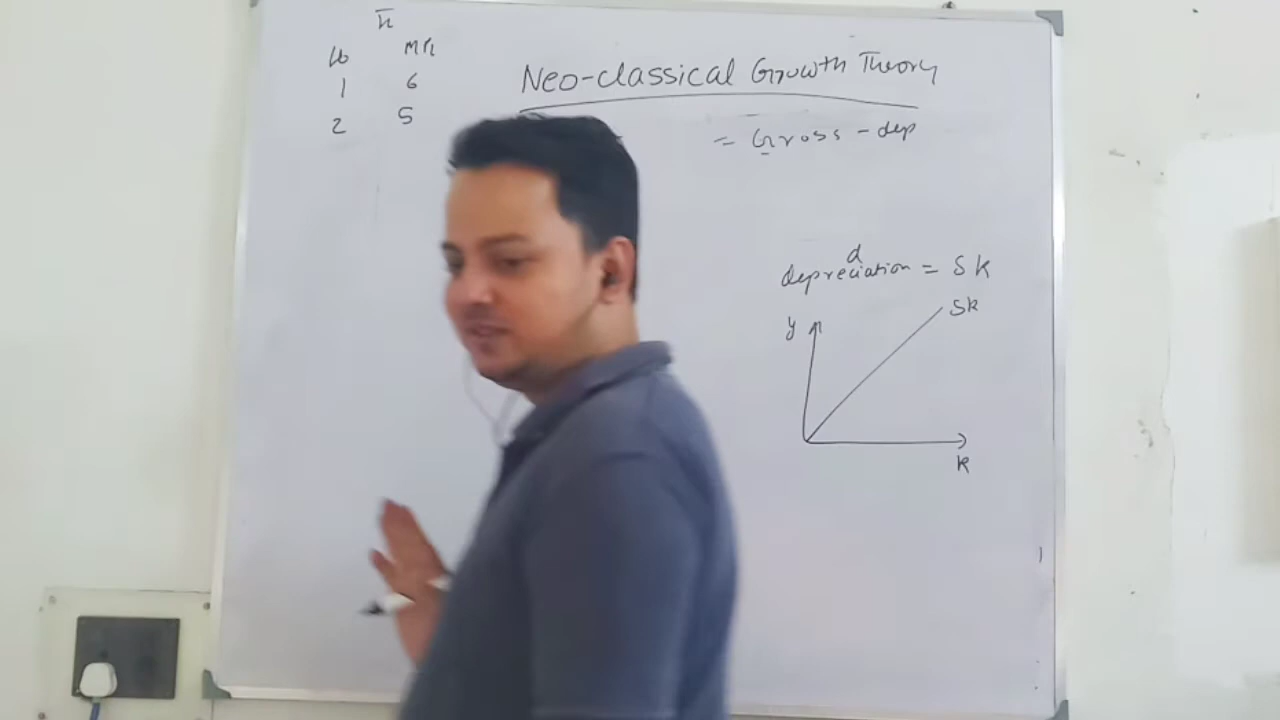 K̄
Lb MPL
1 6
2 5
Neo-classical Growth Theory
= Gross - dep
d
depreciation = δk
y
δk
k